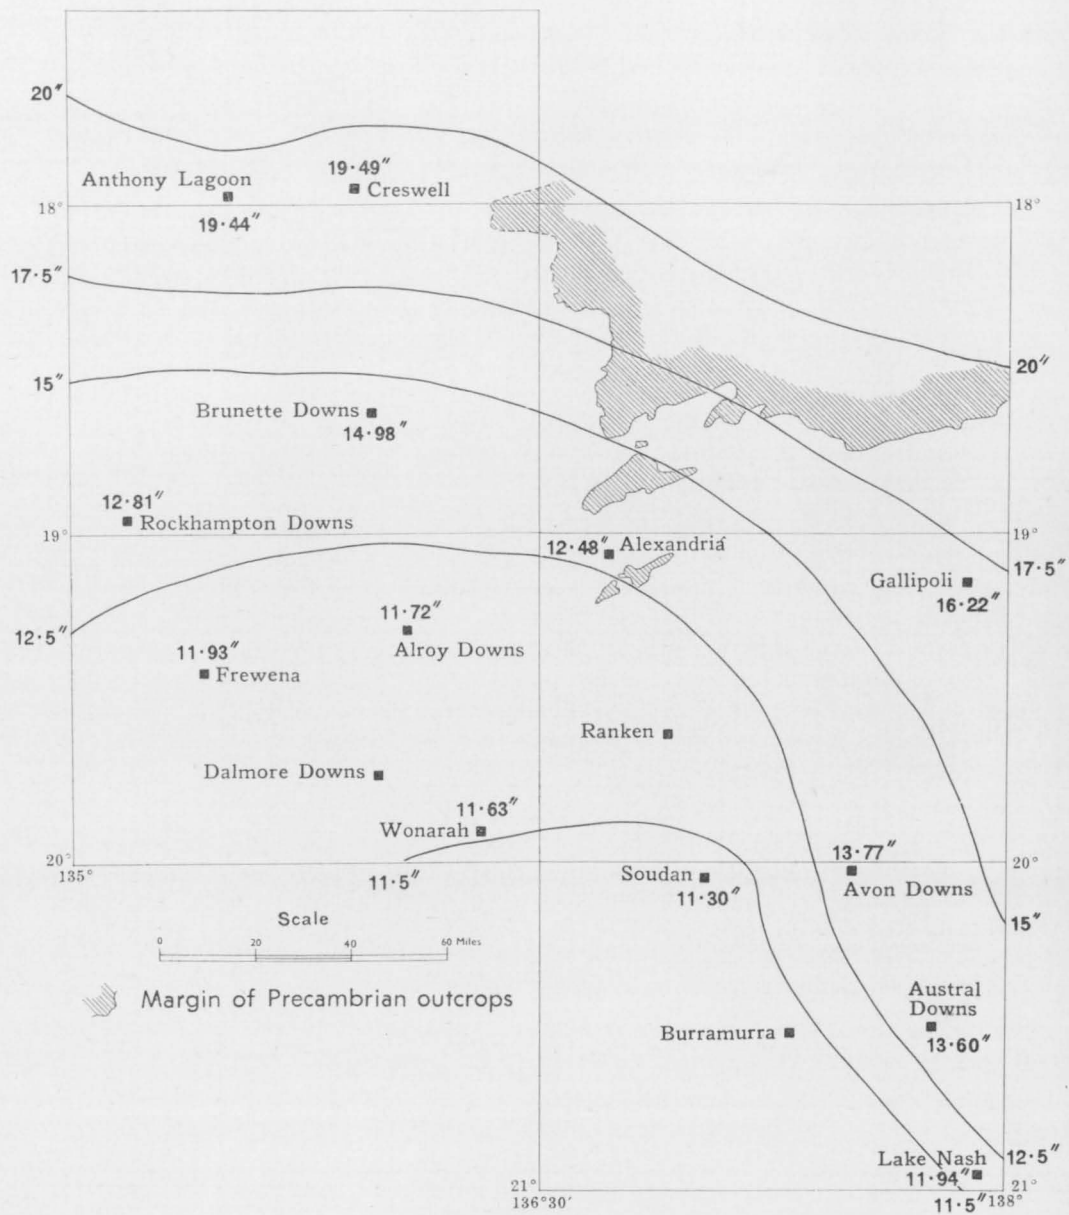 20″
19·49″
Anthony Lagoon
Creswell
19·44″
18°
18°
17·5″
15″
20″
Brunette Downs
14·98″
12·81″
Rockhampton Downs
19°
19°
12·48″
Alexandria
17·5″
Gallipoli
16·22″
12·5″
11·72″
Alroy Downs
11·93″
Frewena
Ranken
Dalmore Downs
11·63″
Wonarah
20°
20°
135°
11·5″
Soudan
11·30″
13·77″
Avon Downs
15″
Scale
0 20 40 60 Miles
Margin of Precambrian outcrops
Austral
Downs
13·60″
Burramurra
Lake Nash
11·94″
12·5″
21°
21°
136°30′
138°
11·5″